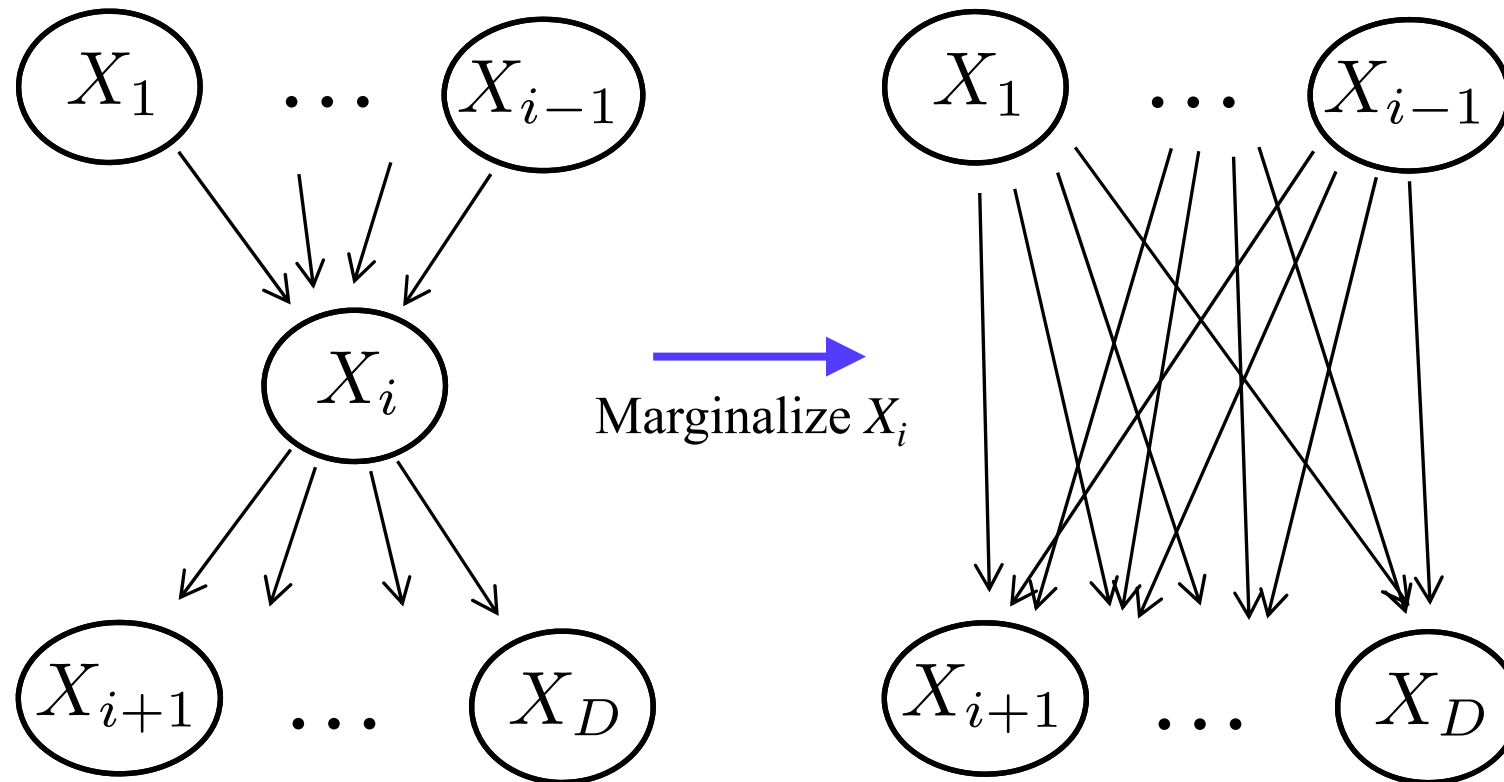 X_1 ... X_{i-1}
X_i
X_{i+1} ... X_D
Marginalize X_i
X_1 ... X_{i-1}
X_{i+1} ... X_D